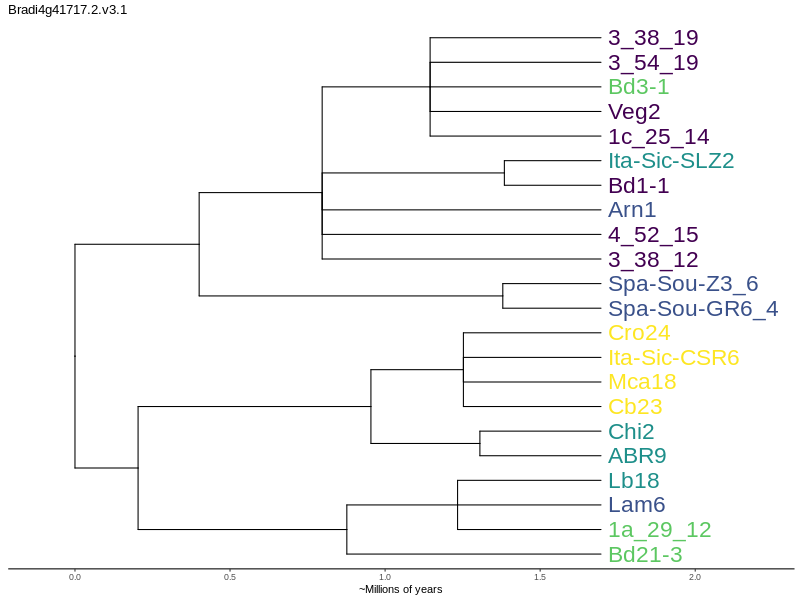 Bradi4g41717.2.v3.1
3_38_19
3_54_19
Bd3-1
Veg2
1c_25_14
Ita-Sic-SLZ2
Bd1-1
Arn1
4_52_15
3_38_12
Spa-Sou-Z3_6
Spa-Sou-GR6_4
Cro24
Ita-Sic-CSR6
Mca18
Cb23
Chi2
ABR9
Lb18
Lam6
1a_29_12
Bd21-3
0.0 0.5 1.0 1.5 2.0
~Millions of years